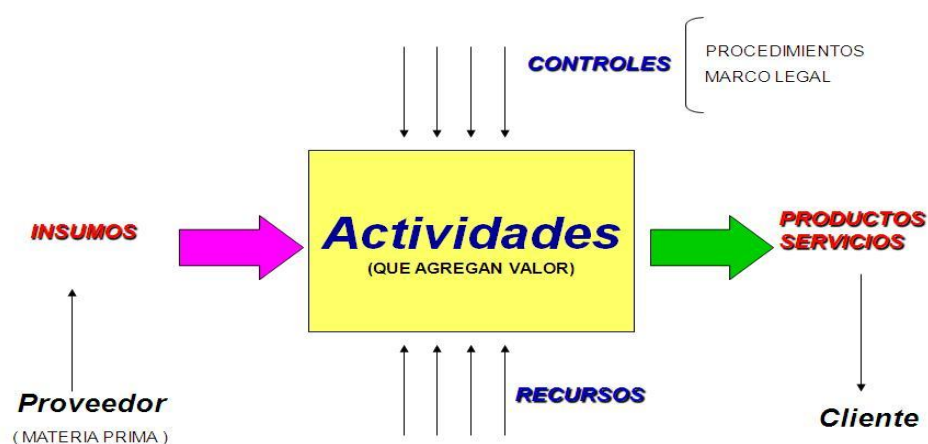 CONTROLES
PROCEDIMIENTOS
MARCO LEGAL
INSUMOS
Actividades
(QUE AGREGAN VALOR)
PRODUCTOS
SERVICIOS
RECURSOS
Proveedor
( MATERIA PRIMA )
Cliente